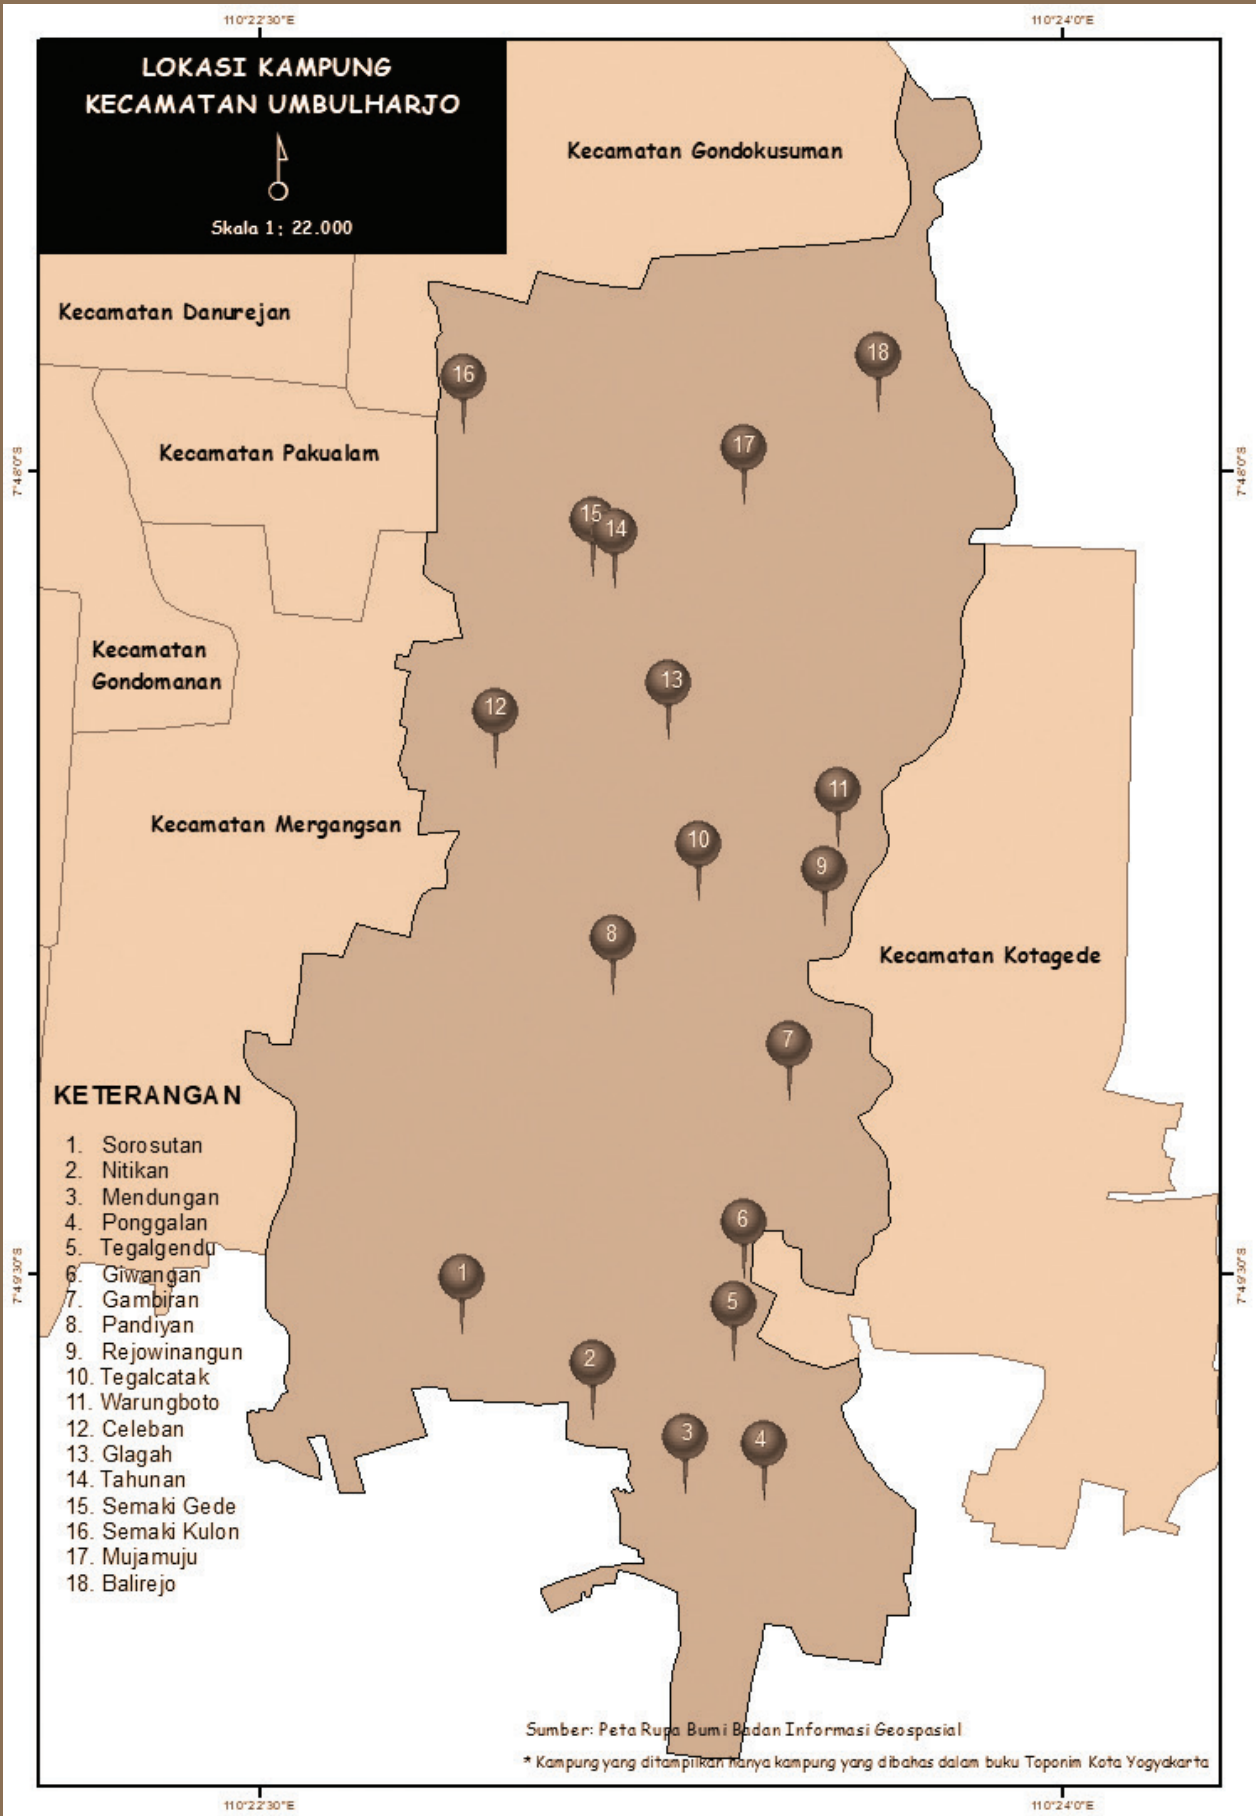 110°22'30"E
110°24'0"E
LOKASI KAMPUNG
KECAMATAN UMBULHARJO
Skala 1: 22.000
Kecamatan Gondokusuman
Kecamatan Danurejan
18
16
17
Kecamatan Pakualam
7°48'0"S
7°48'0"S
15
14
Kecamatan
Gondomanan
13
12
11
Kecamatan Mergangsan
10
9
8
Kecamatan Kotagede
7
6
1
5
2
3
4
7°49'30"S
7°49'30"S
KETERANGAN
1. Sorosutan
2. Nitikan
3. Mendungan
4. Ponggalan
5. Tegalgendu
6. Giwangan
7. Gambiran
8. Pandiyan
9. Rejowinangun
10. Tegalcatak
11. Warungboto
12. Celeban
13. Glagah
14. Tahunan
15. Semaki Gede
16. Semaki Kulon
17. Mujamuju
18. Balirejo
Sumber: Peta Rupa Bumi Badan Informasi Geospasial
* Kampung yang ditampilkan hanya kampung yang dibahas dalam buku Toponim Kota Yogyakarta
110°22'30"E
110°24'0"E